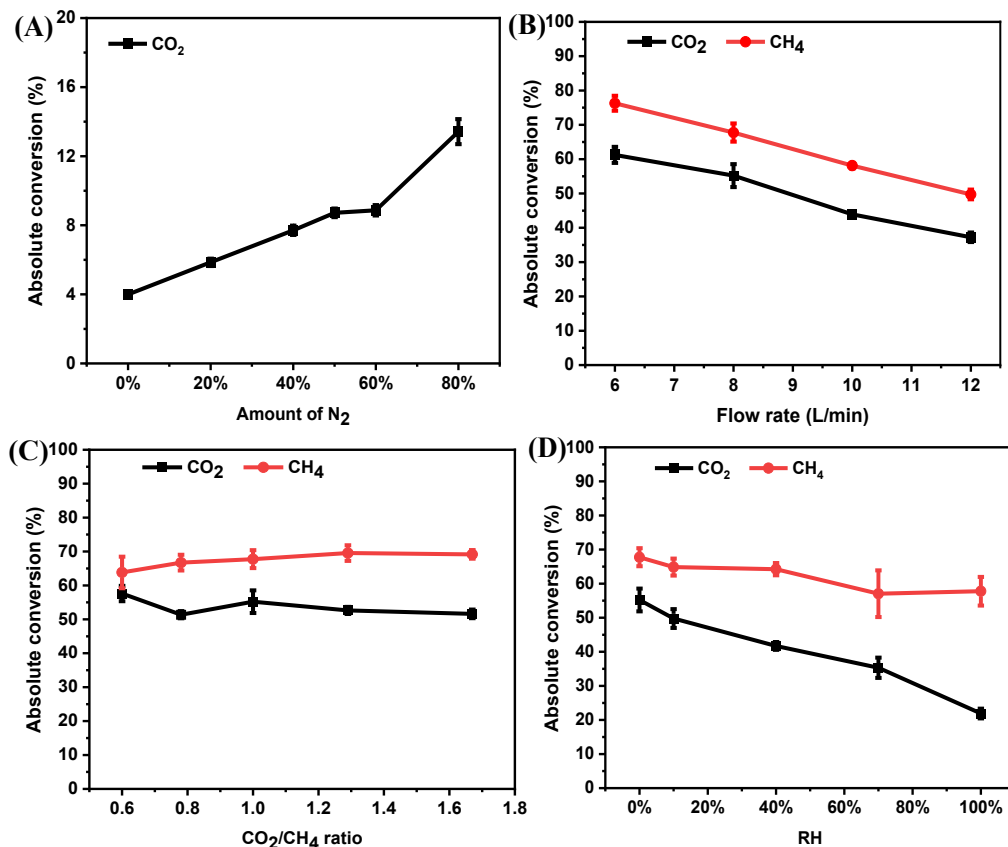 (A)
CO2
Absolute conversion (%)
20
16
12
8
4
0
0% 20% 40% 60% 80%
Amount of N2
(B)
CO2 CH4
Absolute conversion (%)
100
90
80
70
60
50
40
30
20
10
0
6 7 8 9 10 11 12
Flow rate (L/min)
(C)
CO2 CH4
Absolute conversion (%)
100
90
80
70
60
50
40
30
20
10
0
0.6 0.8 1.0 1.2 1.4 1.6 1.8
CO2/CH4 ratio
(D)
CO2 CH4
Absolute conversion (%)
100
90
80
70
60
50
40
30
20
10
0
0% 20% 40% 60% 80% 100%
RH